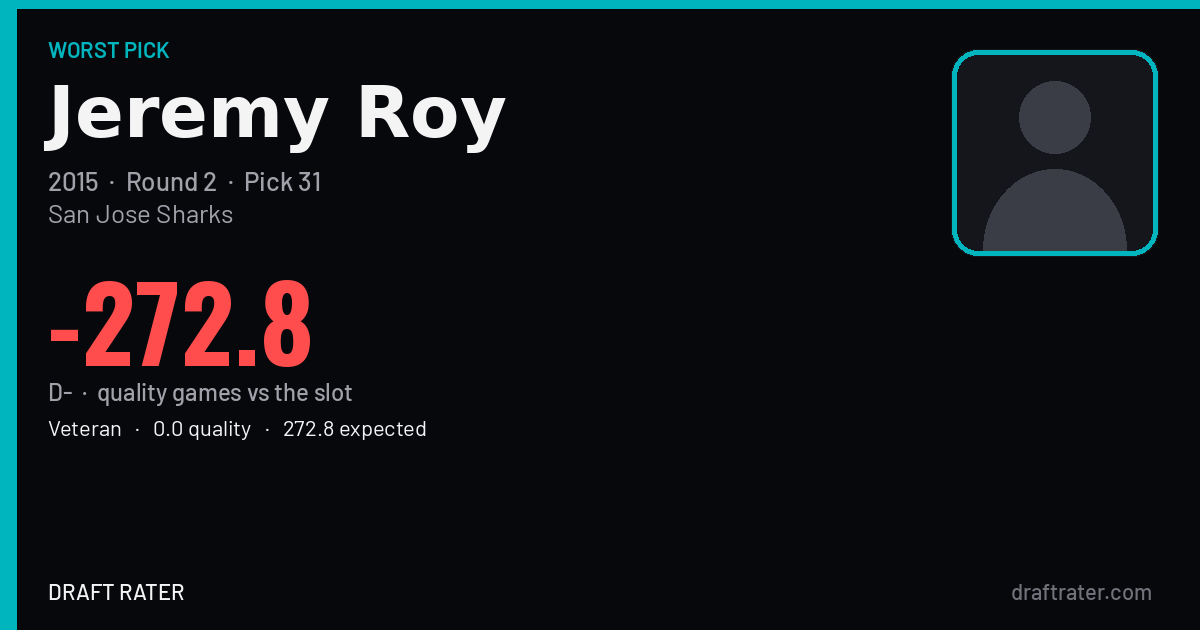 WORST PICK
Jeremy Roy
2015 · Round 2 · Pick 31
San Jose Sharks
-272.8
D- · quality games vs the slot
Veteran · 0.0 quality · 272.8 expected
DRAFT RATER
draftrater.com